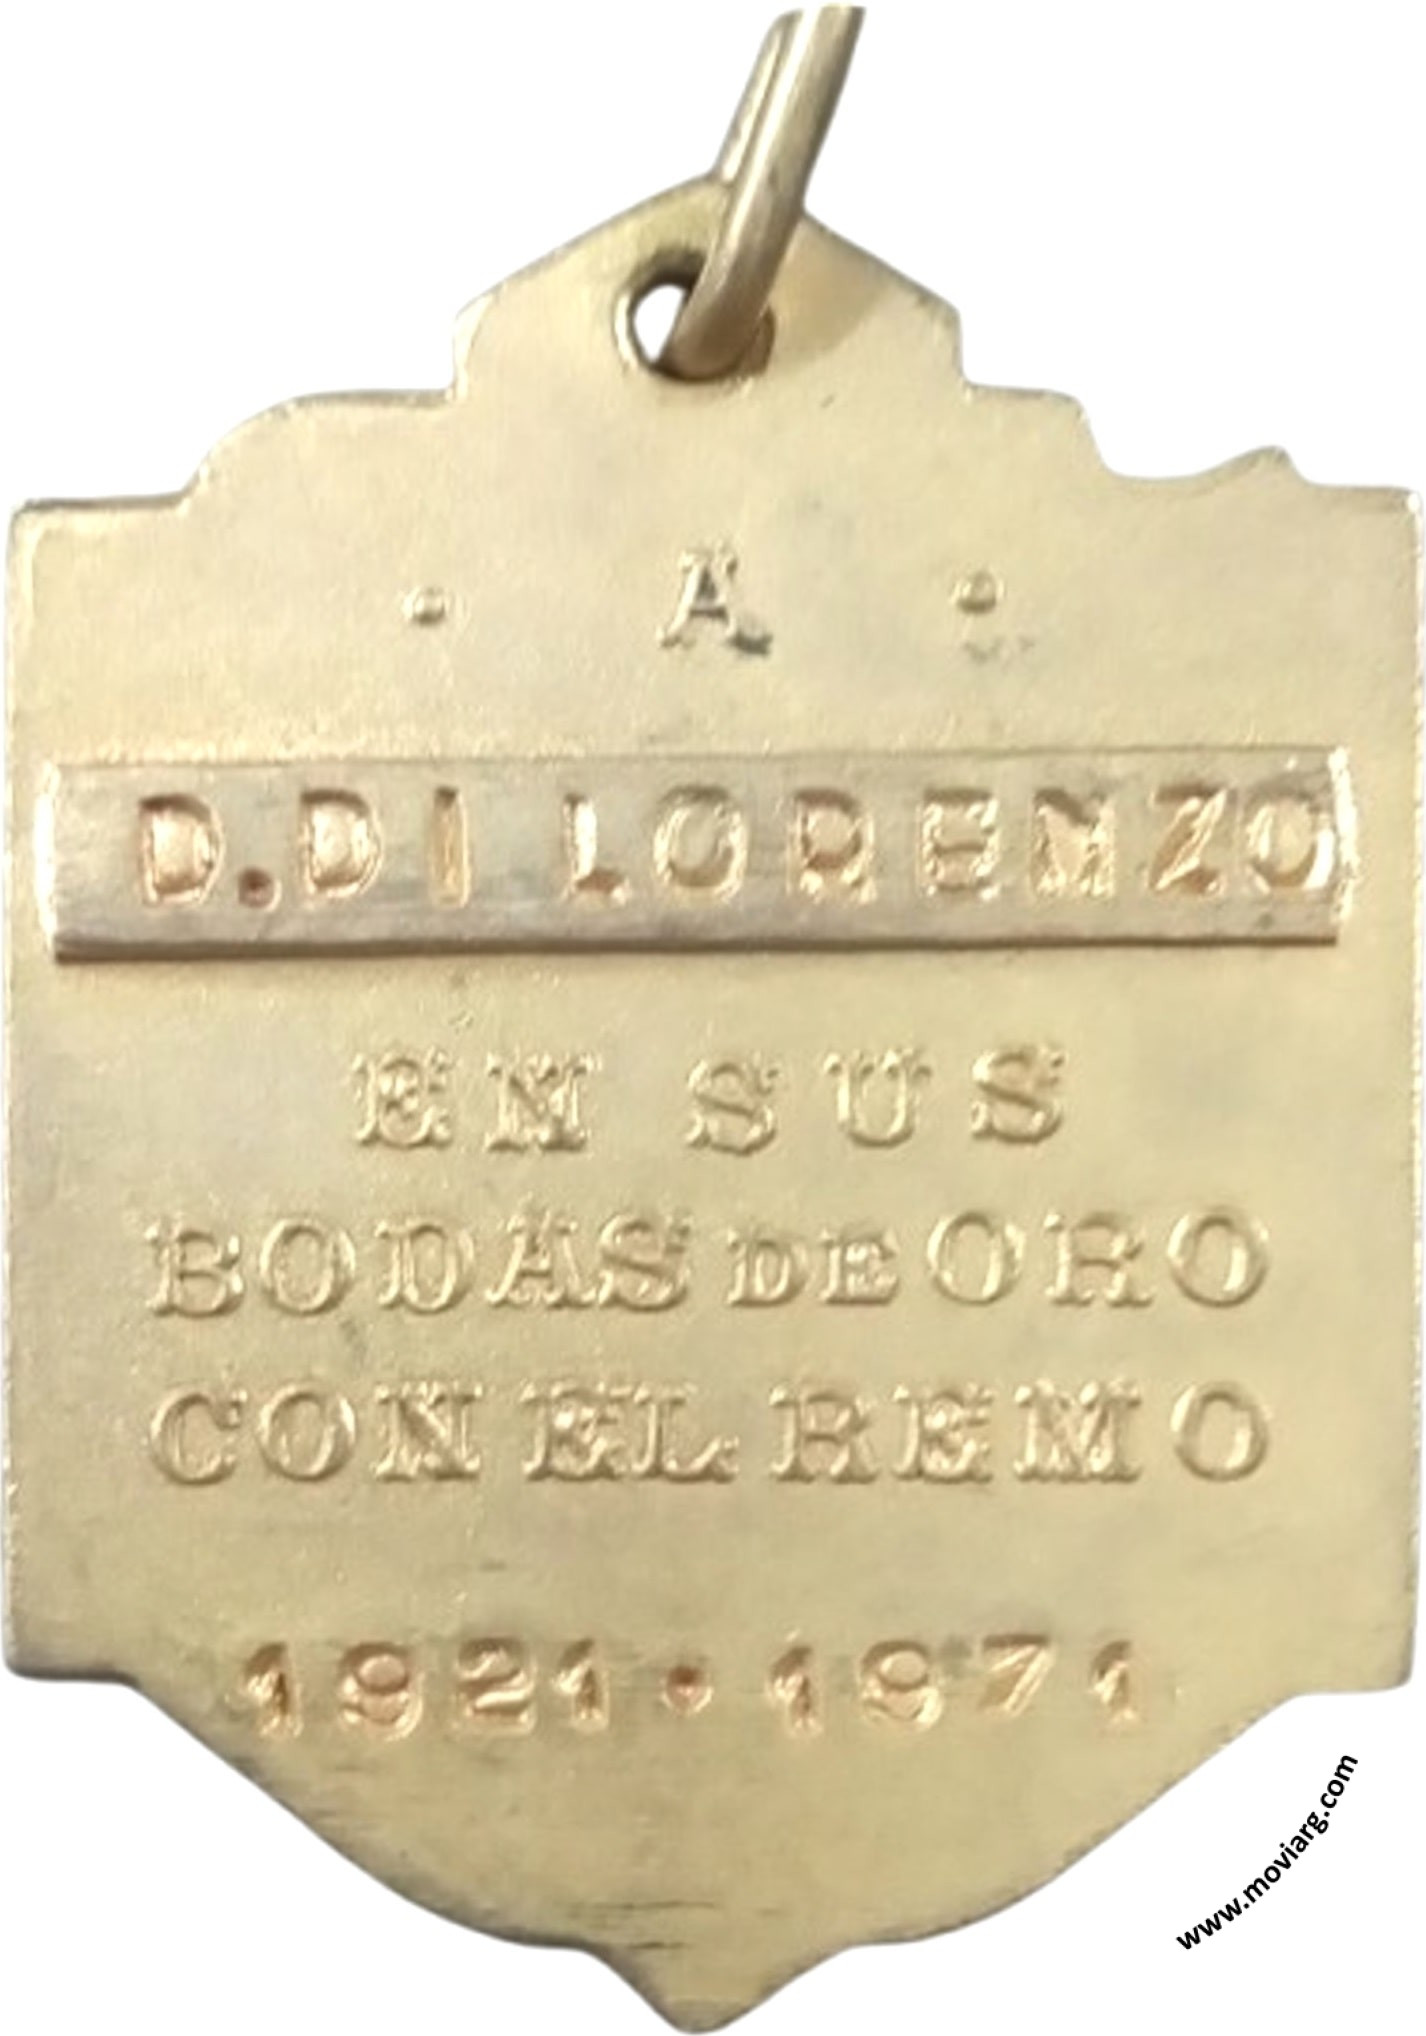 · A ·
D. DI LORENZO
EN SUS
BODAS DE ORO
CON EL REMO
1921 · 1971
www.moviarg.com